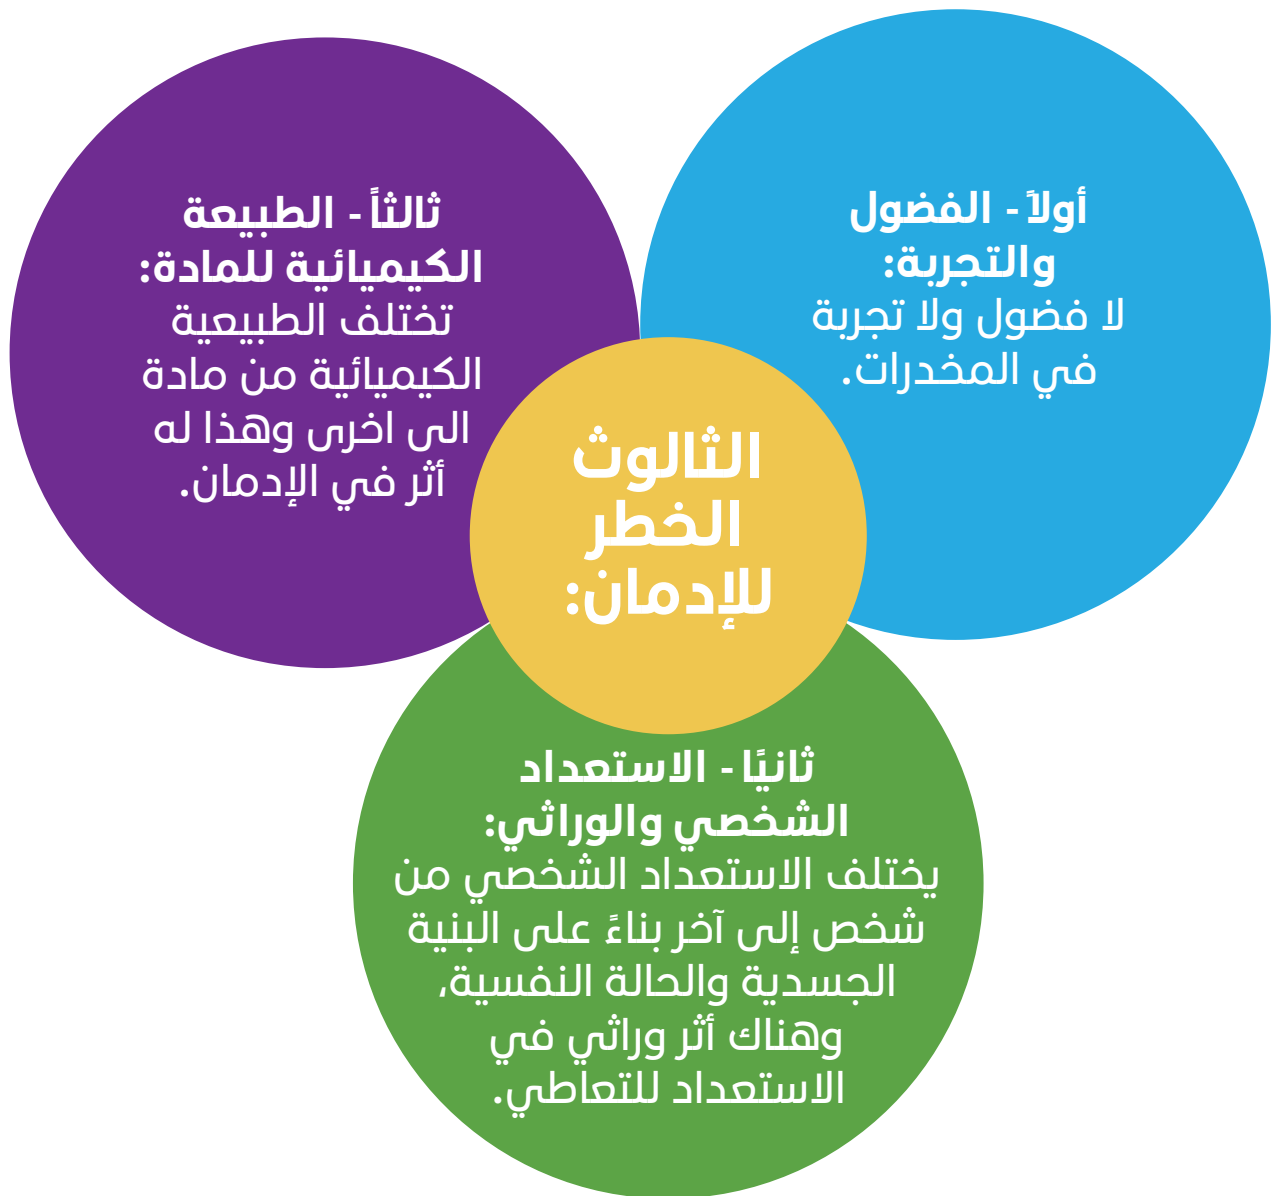 الثالوث
الخطر
للإدمان:
أولاً - الفضول
والتجربة:
لا فضول ولا تجربة
في المخدرات.
ثانيًا - الاستعداد
الشخصي والوراثي:
يختلف الاستعداد الشخصي من
شخص إلى آخر بناءً على البنية
الجسدية والحالة النفسية،
وهناك أثر وراثي في
الاستعداد للتعاطي.
ثالثاً - الطبيعة
الكيميائية للمادة:
تختلف الطبيعية
الكيميائية من مادة
الى اخرى وهذا له
أثر في الإدمان.